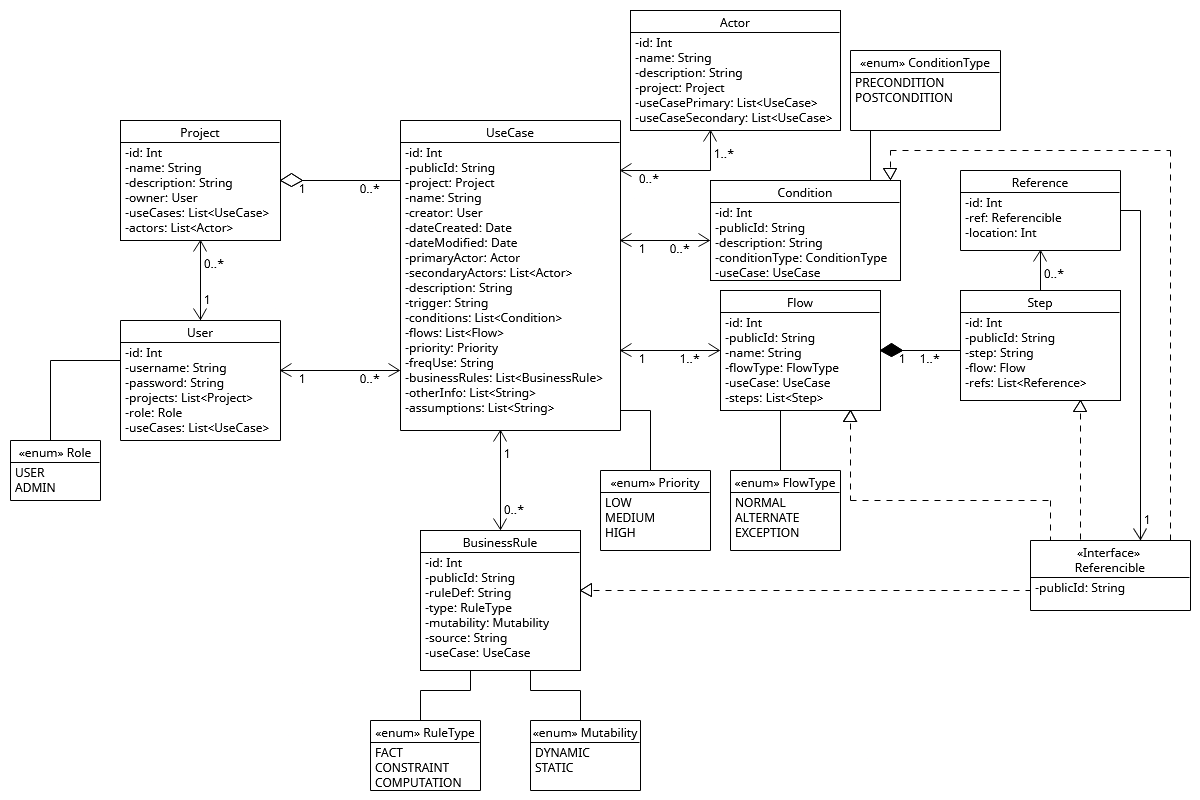 Actor
-id: Int
-name: String
-description: String
-project: Project
-useCasePrimary: List<UseCase>
-useCaseSecondary: List<UseCase>
«enum» ConditionType
PRECONDITION
POSTCONDITION
Project
-id: Int
-name: String
-description: String
-owner: User
-useCases: List<UseCase>
-actors: List<Actor>
1
0..*
UseCase
-id: Int
-publicId: String
-project: Project
-name: String
-creator: User
-dateCreated: Date
-dateModified: Date
-primaryActor: Actor
-secondaryActors: List<Actor>
-description: String
-trigger: String
-conditions: List<Condition>
-flows: List<Flow>
-priority: Priority
-freqUse: String
-businessRules: List<BusinessRule>
-otherInfo: List<String>
-assumptions: List<String>
1..*
0..*
Condition
-id: Int
-publicId: String
-description: String
-conditionType: ConditionType
-useCase: UseCase
1
0..*
Reference
-id: Int
-ref: Referencible
-location: Int
0..*
0..*
1
User
-id: Int
-username: String
-password: String
-projects: List<Project>
-role: Role
-useCases: List<UseCase>
1
0..*
Flow
-id: Int
-publicId: String
-name: String
-flowType: FlowType
-useCase: UseCase
-steps: List<Step>
1
1..*
1
1..*
Step
-id: Int
-publicId: String
-step: String
-flow: Flow
-refs: List<Reference>
«enum» Role
USER
ADMIN
1
0..*
«enum» Priority
LOW
MEDIUM
HIGH
«enum» FlowType
NORMAL
ALTERNATE
EXCEPTION
1
«Interface»
Referencible
-publicId: String
BusinessRule
-id: Int
-publicId: String
-ruleDef: String
-type: RuleType
-mutability: Mutability
-source: String
-useCase: UseCase
«enum» RuleType
FACT
CONSTRAINT
COMPUTATION
«enum» Mutability
DYNAMIC
STATIC